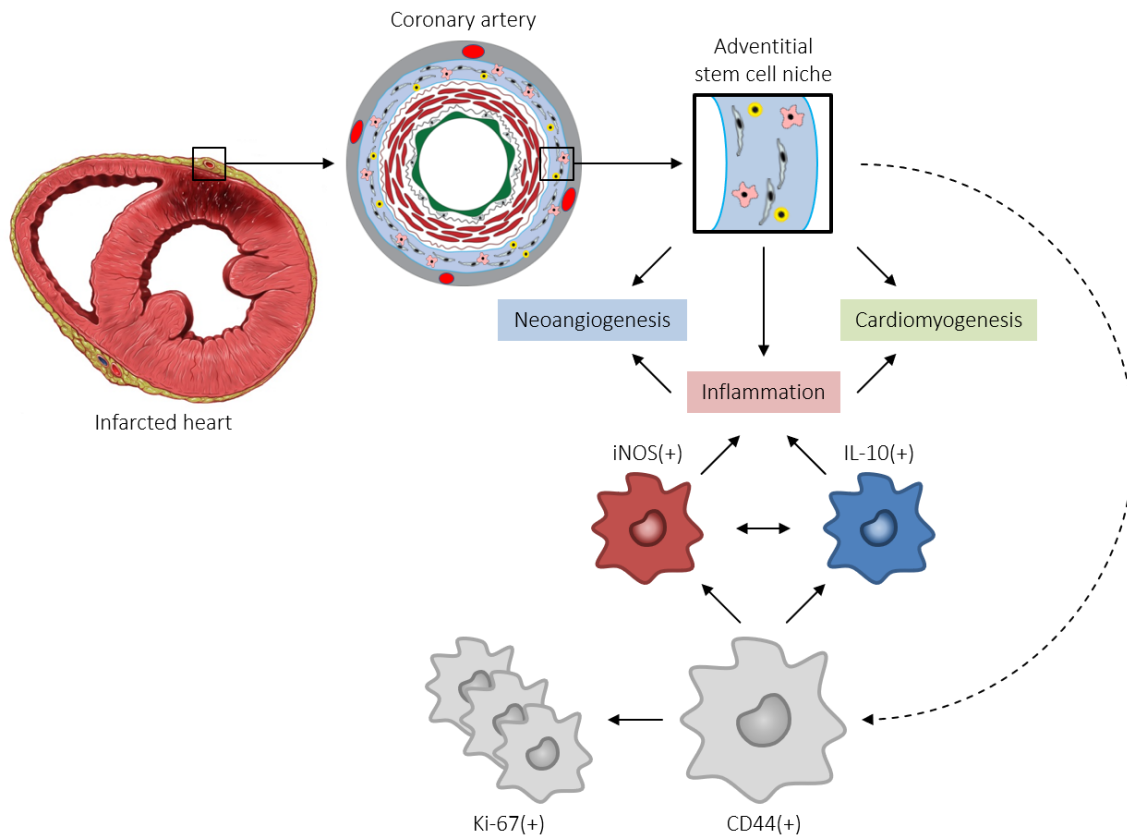 Coronary artery
Adventitial
stem cell niche
Infarcted heart
Neoangiogenesis
Cardiomyogenesis
Inflammation
iNOS(+)
IL-10(+)
Ki-67(+)
CD44(+)